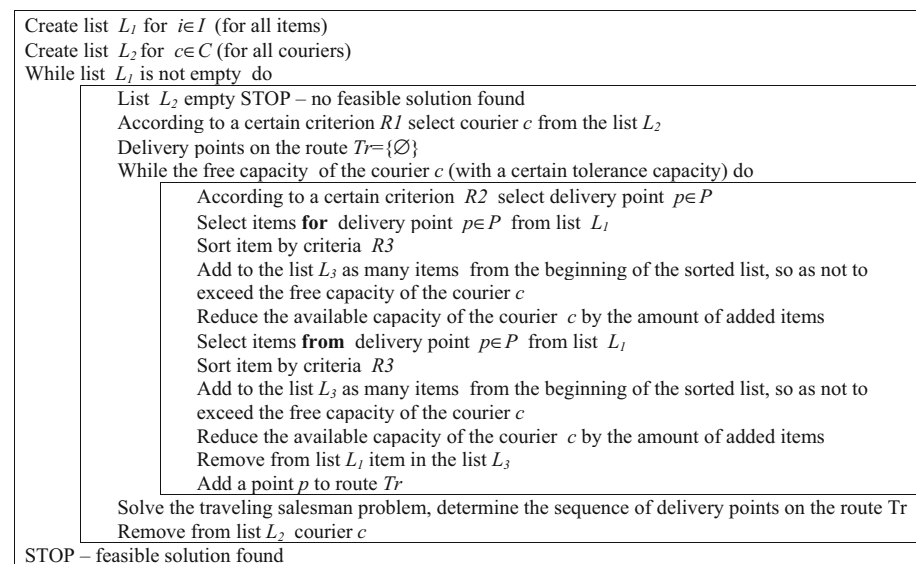 Create list L1 for i∈I (for all items)
Create list L2 for c∈C (for all couriers)
While list L1 is not empty do
List L2 empty STOP – no feasible solution found
According to a certain criterion R1 select courier c from the list L2
Delivery points on the route Tr={∅}
While the free capacity of the courier c (with a certain tolerance capacity) do
According to a certain criterion R2 select delivery point p∈P
Select items for delivery point p∈P from list L1
Sort item by criteria R3
Add to the list L3 as many items from the beginning of the sorted list, so as not to
exceed the free capacity of the courier c
Reduce the available capacity of the courier c by the amount of added items
Select items from delivery point p∈P from list L1
Sort item by criteria R3
Add to the list L3 as many items from the beginning of the sorted list, so as not to
exceed the free capacity of the courier c
Reduce the available capacity of the courier c by the amount of added items
Remove from list L1 item in the list L3
Add a point p to route Tr
Solve the traveling salesman problem, determine the sequence of delivery points on the route Tr
Remove from list L2 courier c
STOP – feasible solution found